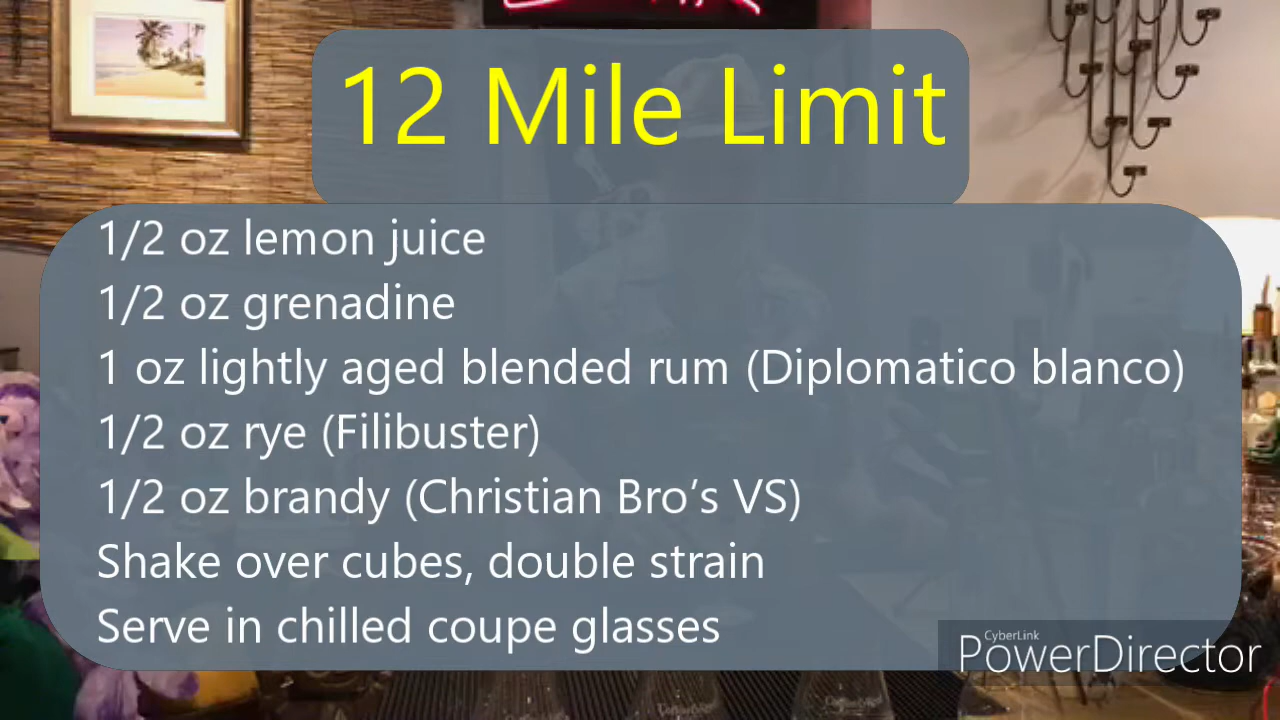 12 Mile Limit
1/2 oz lemon juice
1/2 oz grenadine
1 oz lightly aged blended rum (Diplomatico blanco)
1/2 oz rye (Filibuster)
1/2 oz brandy (Christian Bro’s VS)
Shake over cubes, double strain
Serve in chilled coupe glasses
CyberLink
PowerDirector